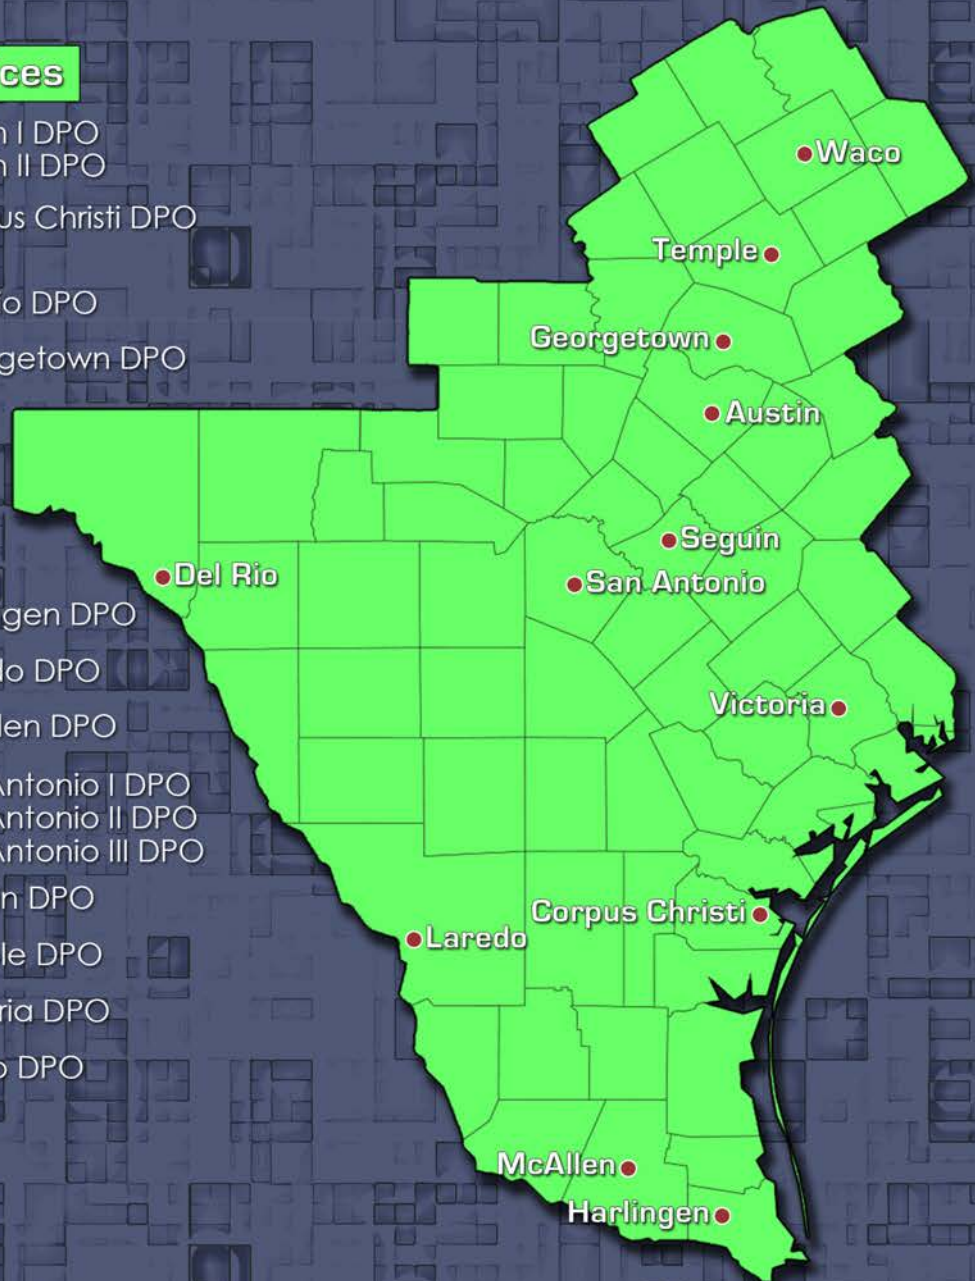 ces
n I DPO
n II DPO
us Christi DPO
io DPO
getown DPO
gen DPO
do DPO
len DPO
Antonio I DPO
Antonio II DPO
Antonio III DPO
n DPO
le DPO
ria DPO
o DPO
Waco
Temple
Georgetown
Austin
Seguin
Del Rio
San Antonio
Victoria
Corpus Christi
Laredo
McAllen
Harlingen